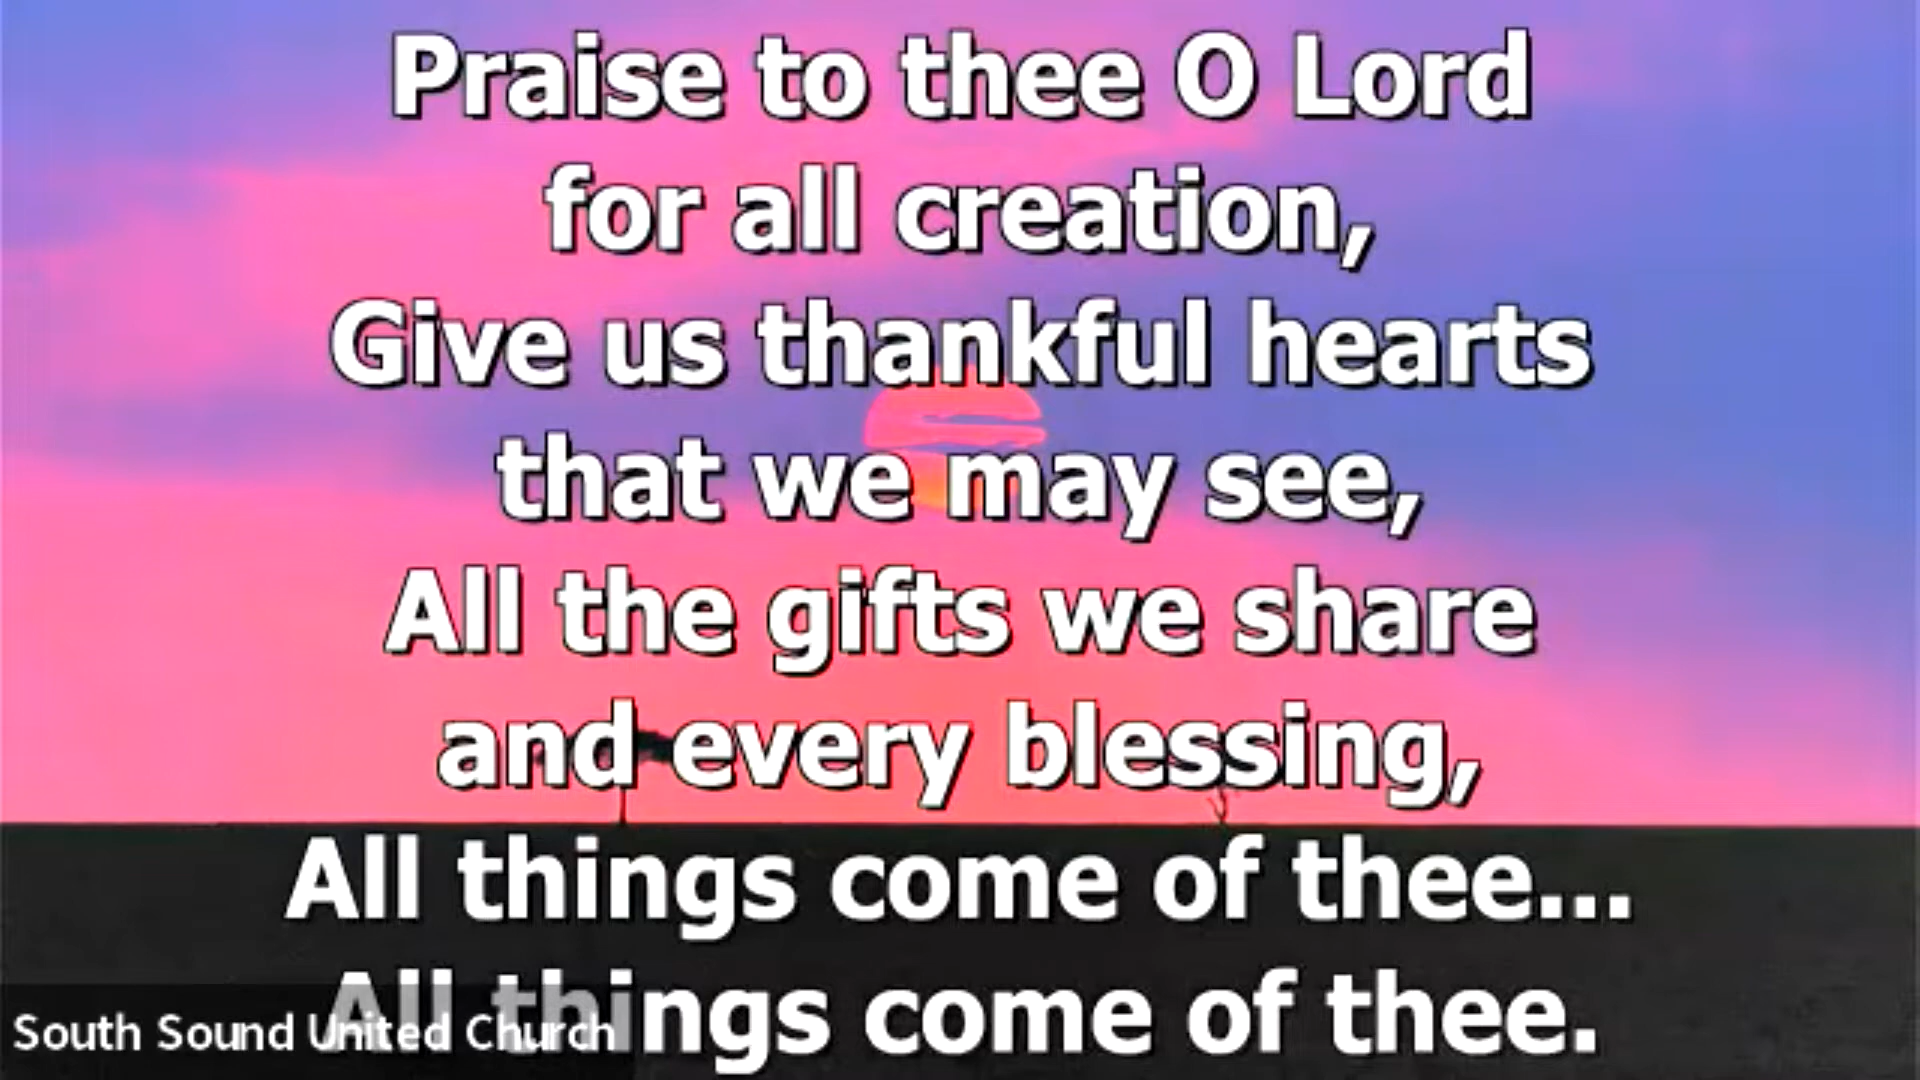 Praise to thee O Lord
for all creation,
Give us thankful hearts
that we may see,
All the gifts we share
and every blessing,
All things come of thee...
All things come of thee.
South Sound United Church